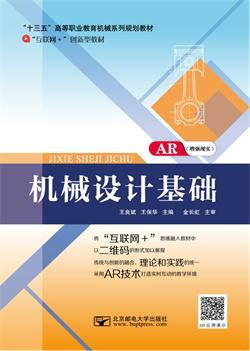 “十三五”高等职业教育机械系列规划教材
“互联网+”创新型教材
AR（增强现实）
JIXIE SHEJI JICHU
机械设计基础
王良斌 王保华 主编 金长虹 主审
将“互联网+”思维融入教材中
以二维码的形式加以展现
传统与创新的融合，理论和实践的统一
采用AR技术打造实时互动的教学环境
北京邮电大学出版社
www.buptpress.com
AR应用演示